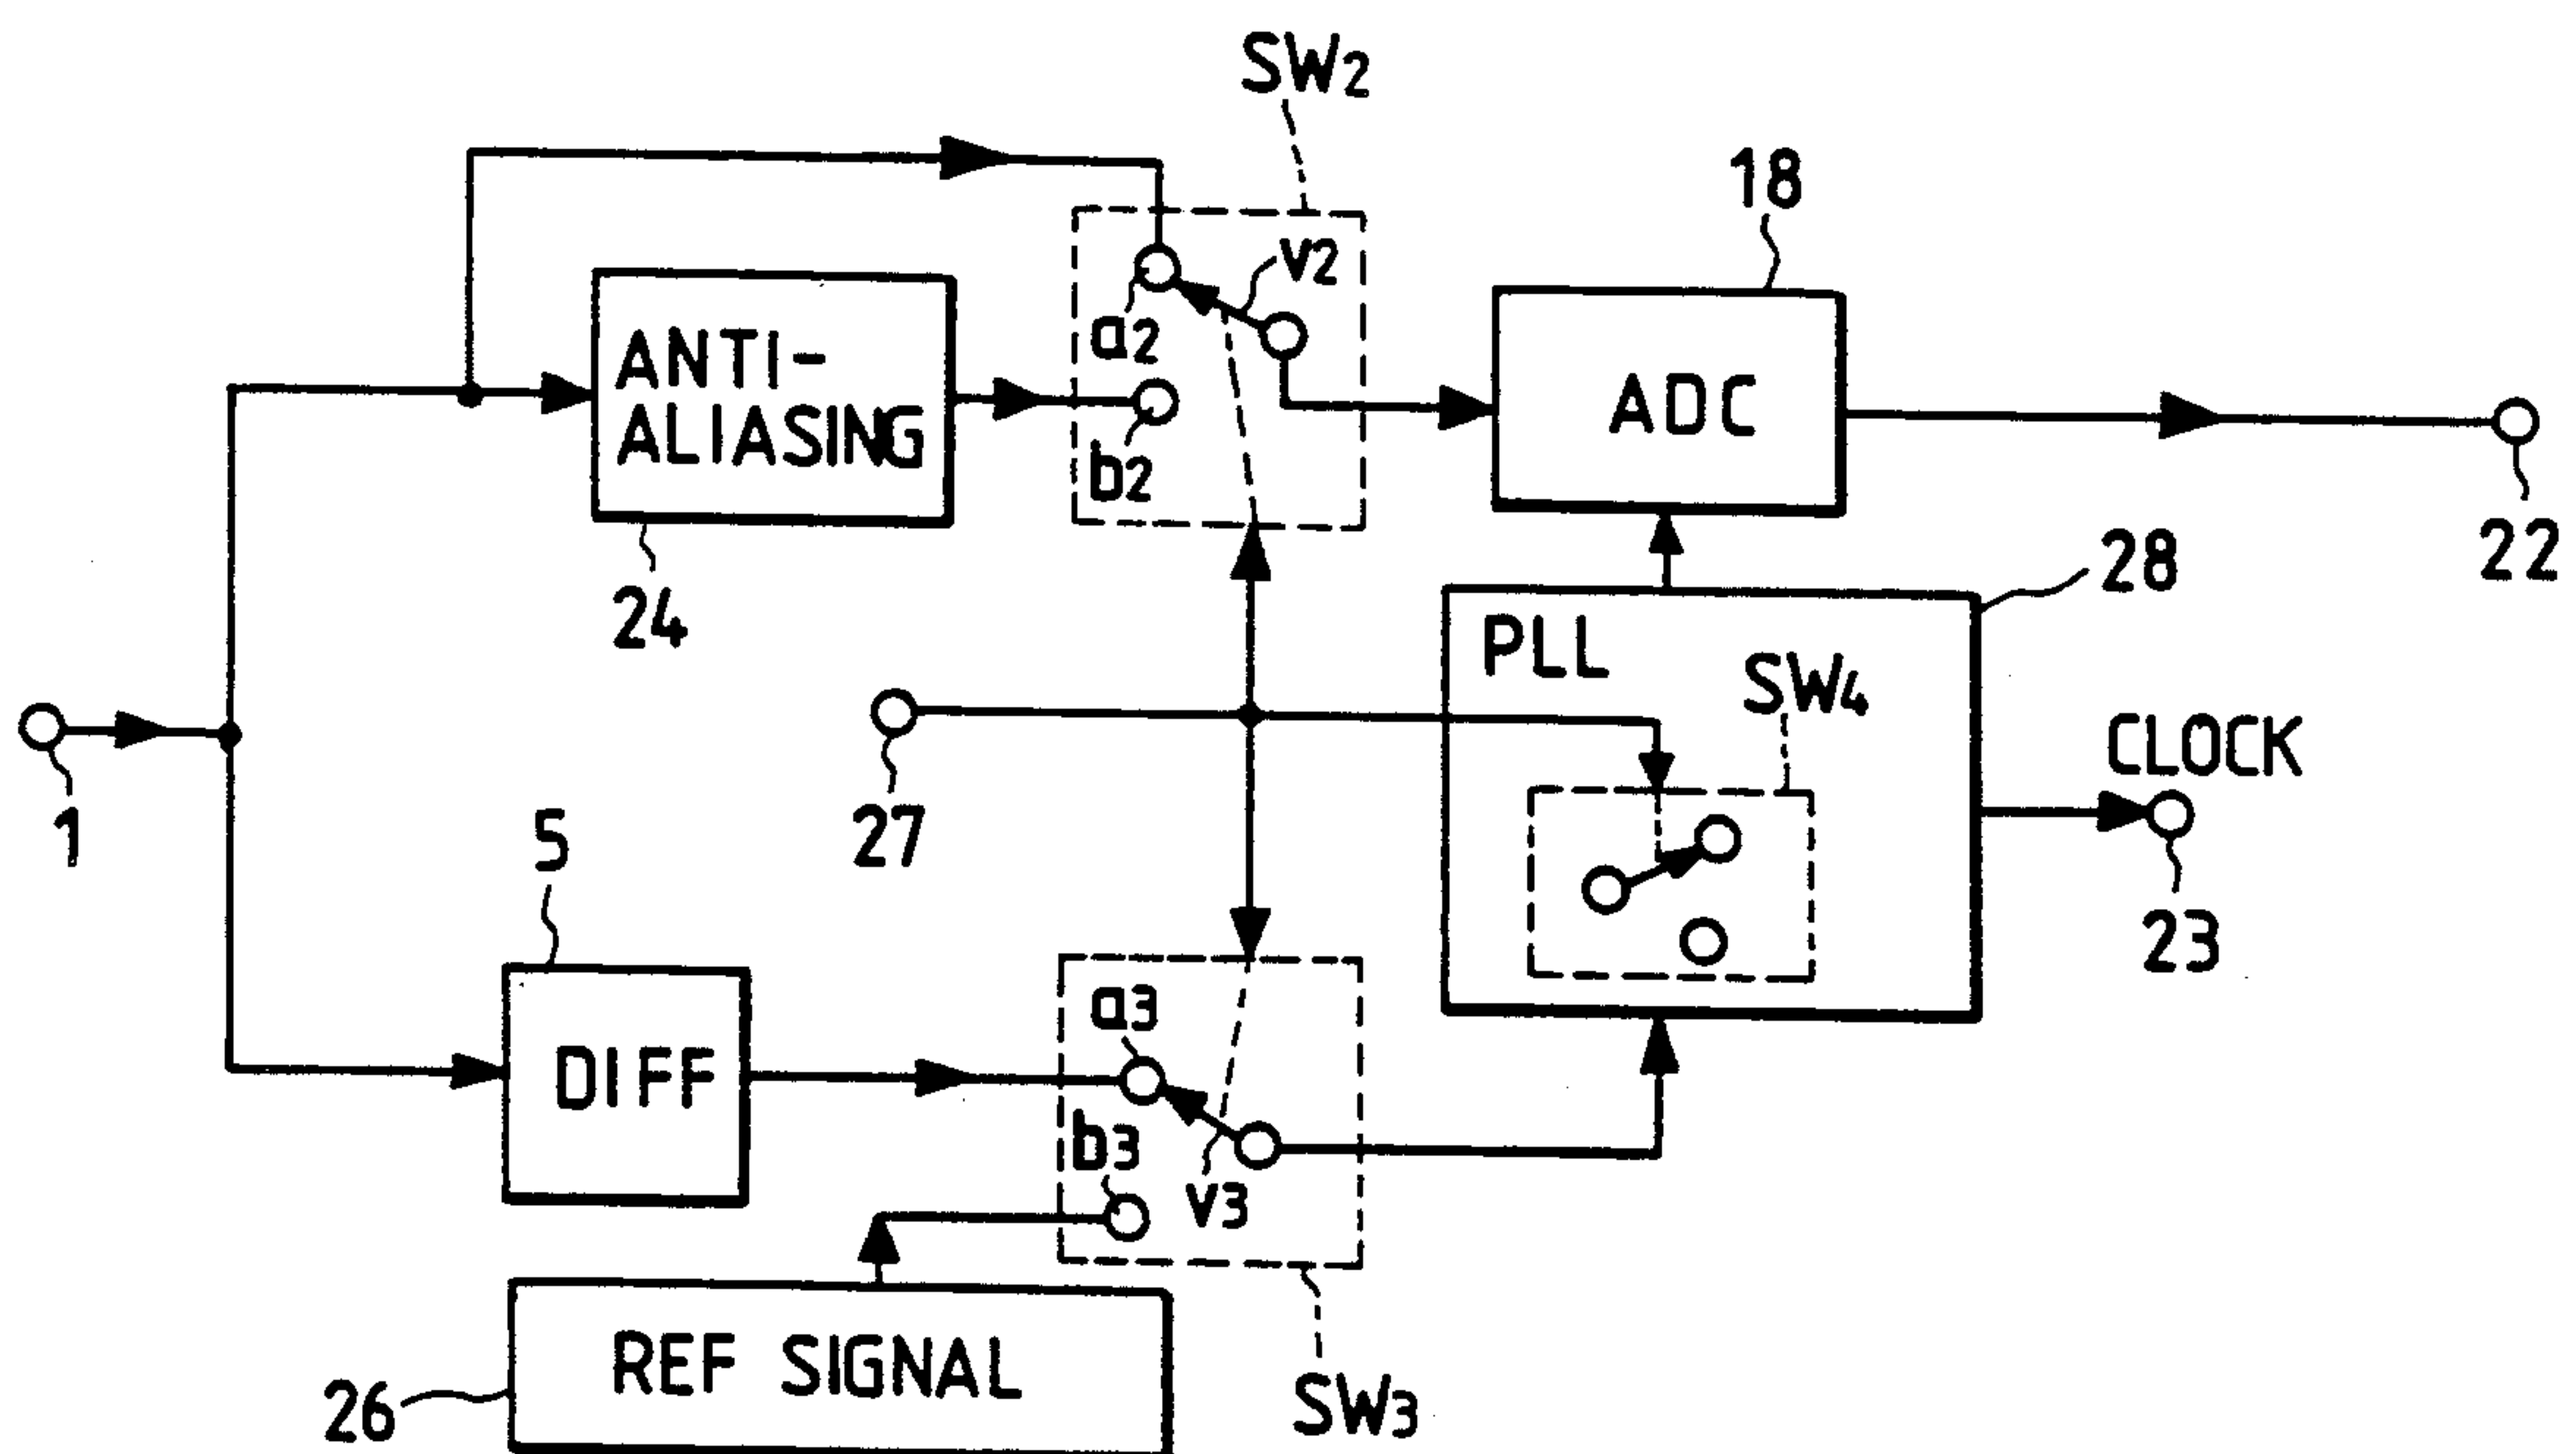 SW2
18
v2
a2
ANTI-
ALIASING
ADC
b2
22
28
24
PLL
SW4
CLOCK
1
27
5
23
a3
DIFF
b3
v3
REF SIGNAL
26
SW3